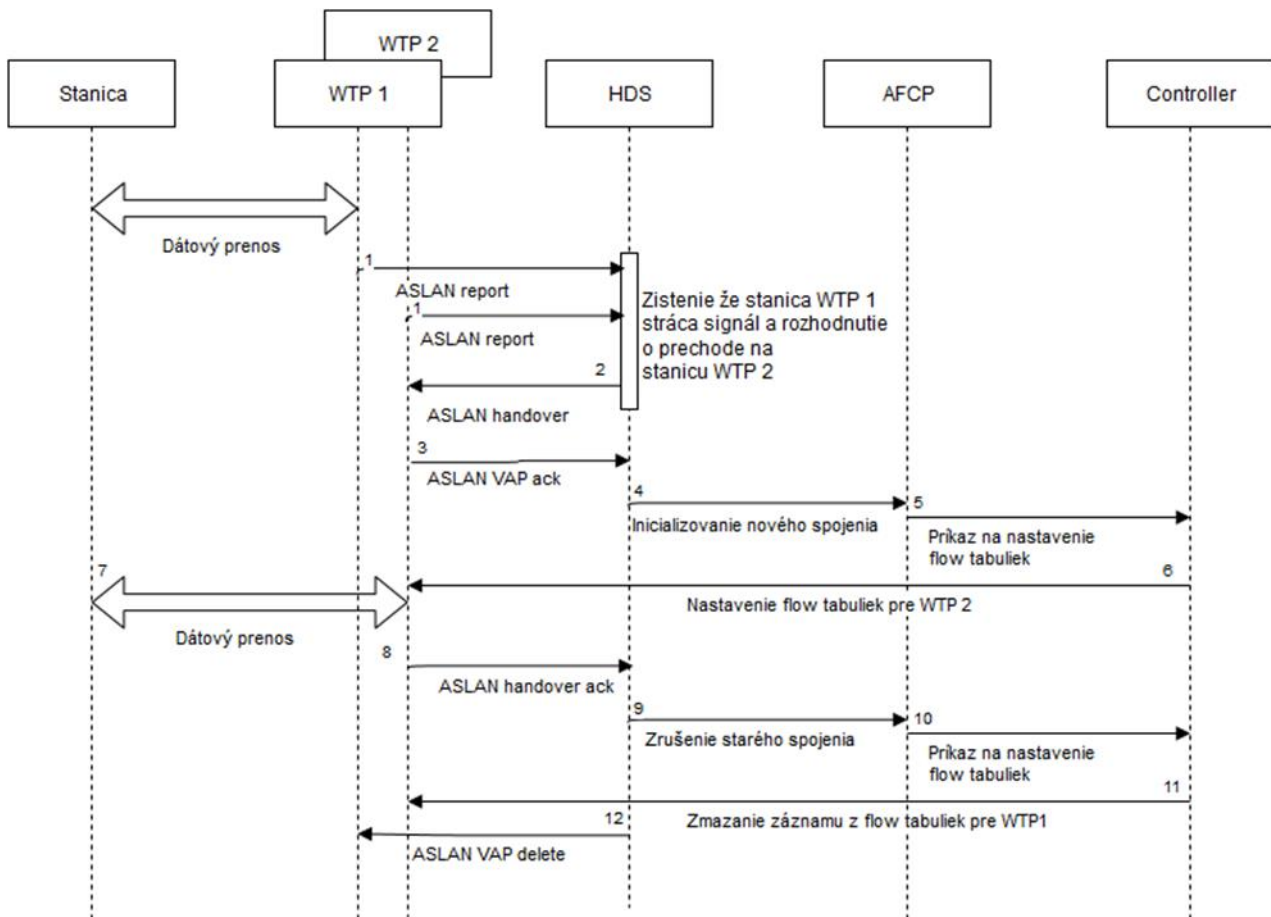 WTP 2
Stanica
WTP 1
HDS
AFCP
Controller
Dátový prenos
1
ASLAN report
1
ASLAN report
Zistenie že stanica WTP 1
stráca signál a rozhodnutie
o prechode na
stanicu WTP 2
2
ASLAN handover
3
ASLAN VAP ack
4
Inicializovanie nového spojenia
5
Príkaz na nastavenie
flow tabuliek
6
Nastavenie flow tabuliek pre WTP 2
7
Dátový prenos
8
ASLAN handover ack
9
Zrušenie starého spojenia
10
Príkaz na nastavenie
flow tabuliek
11
Zmazanie záznamu z flow tabuliek pre WTP1
12
ASLAN VAP delete